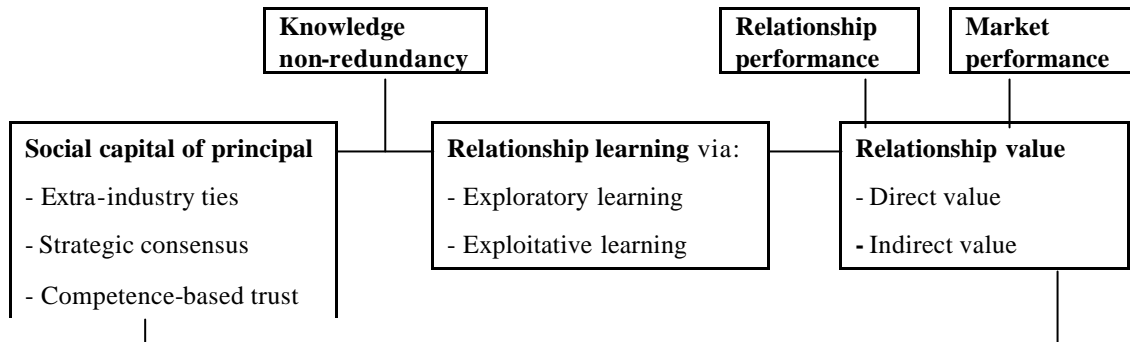 Knowledge
non-redundancy
Relationship
performance
Market
performance
Social capital of principal
- Extra-industry ties
- Strategic consensus
- Competence-based trust
Relationship learning via:
- Exploratory learning
- Exploitative learning
Relationship value
- Direct value
- Indirect value